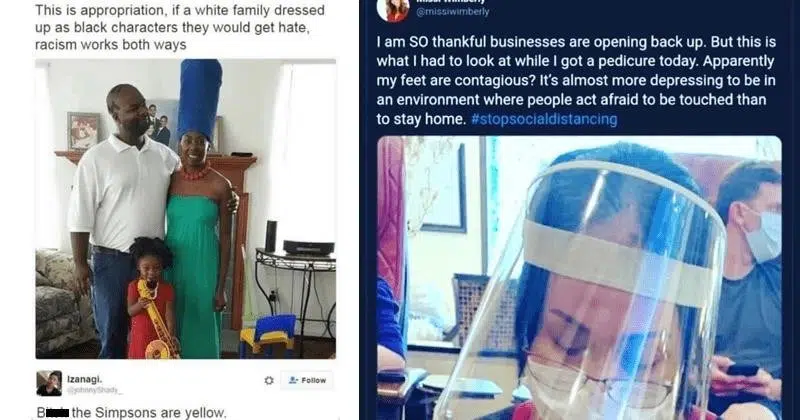 This is appropriation, if a white family dressed
up as black characters they would get hate,
racism works both ways
Izanagi.
@johnnyShady_
Follow
the Simpsons are yellow.
@missiwimberly
I am SO thankful businesses are opening back up. But this is
what I had to look at while I got a pedicure today. Apparently
my feet are contagious? It's almost more depressing to be in
an environment where people act afraid to be touched than
to stay home. #stopsocialdistancing